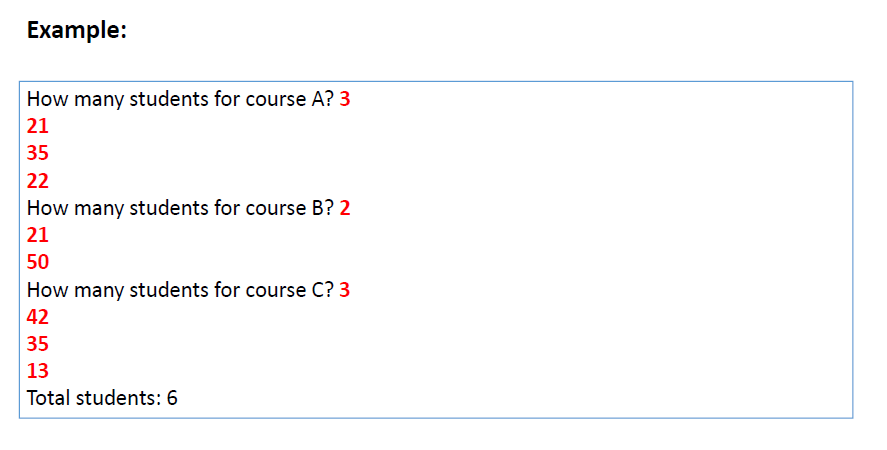 Example:
How many students for course A? 3
21
35
22
How many students for course B? 2
21
50
How many students for course C? 3
42
35
13
Total students: 6